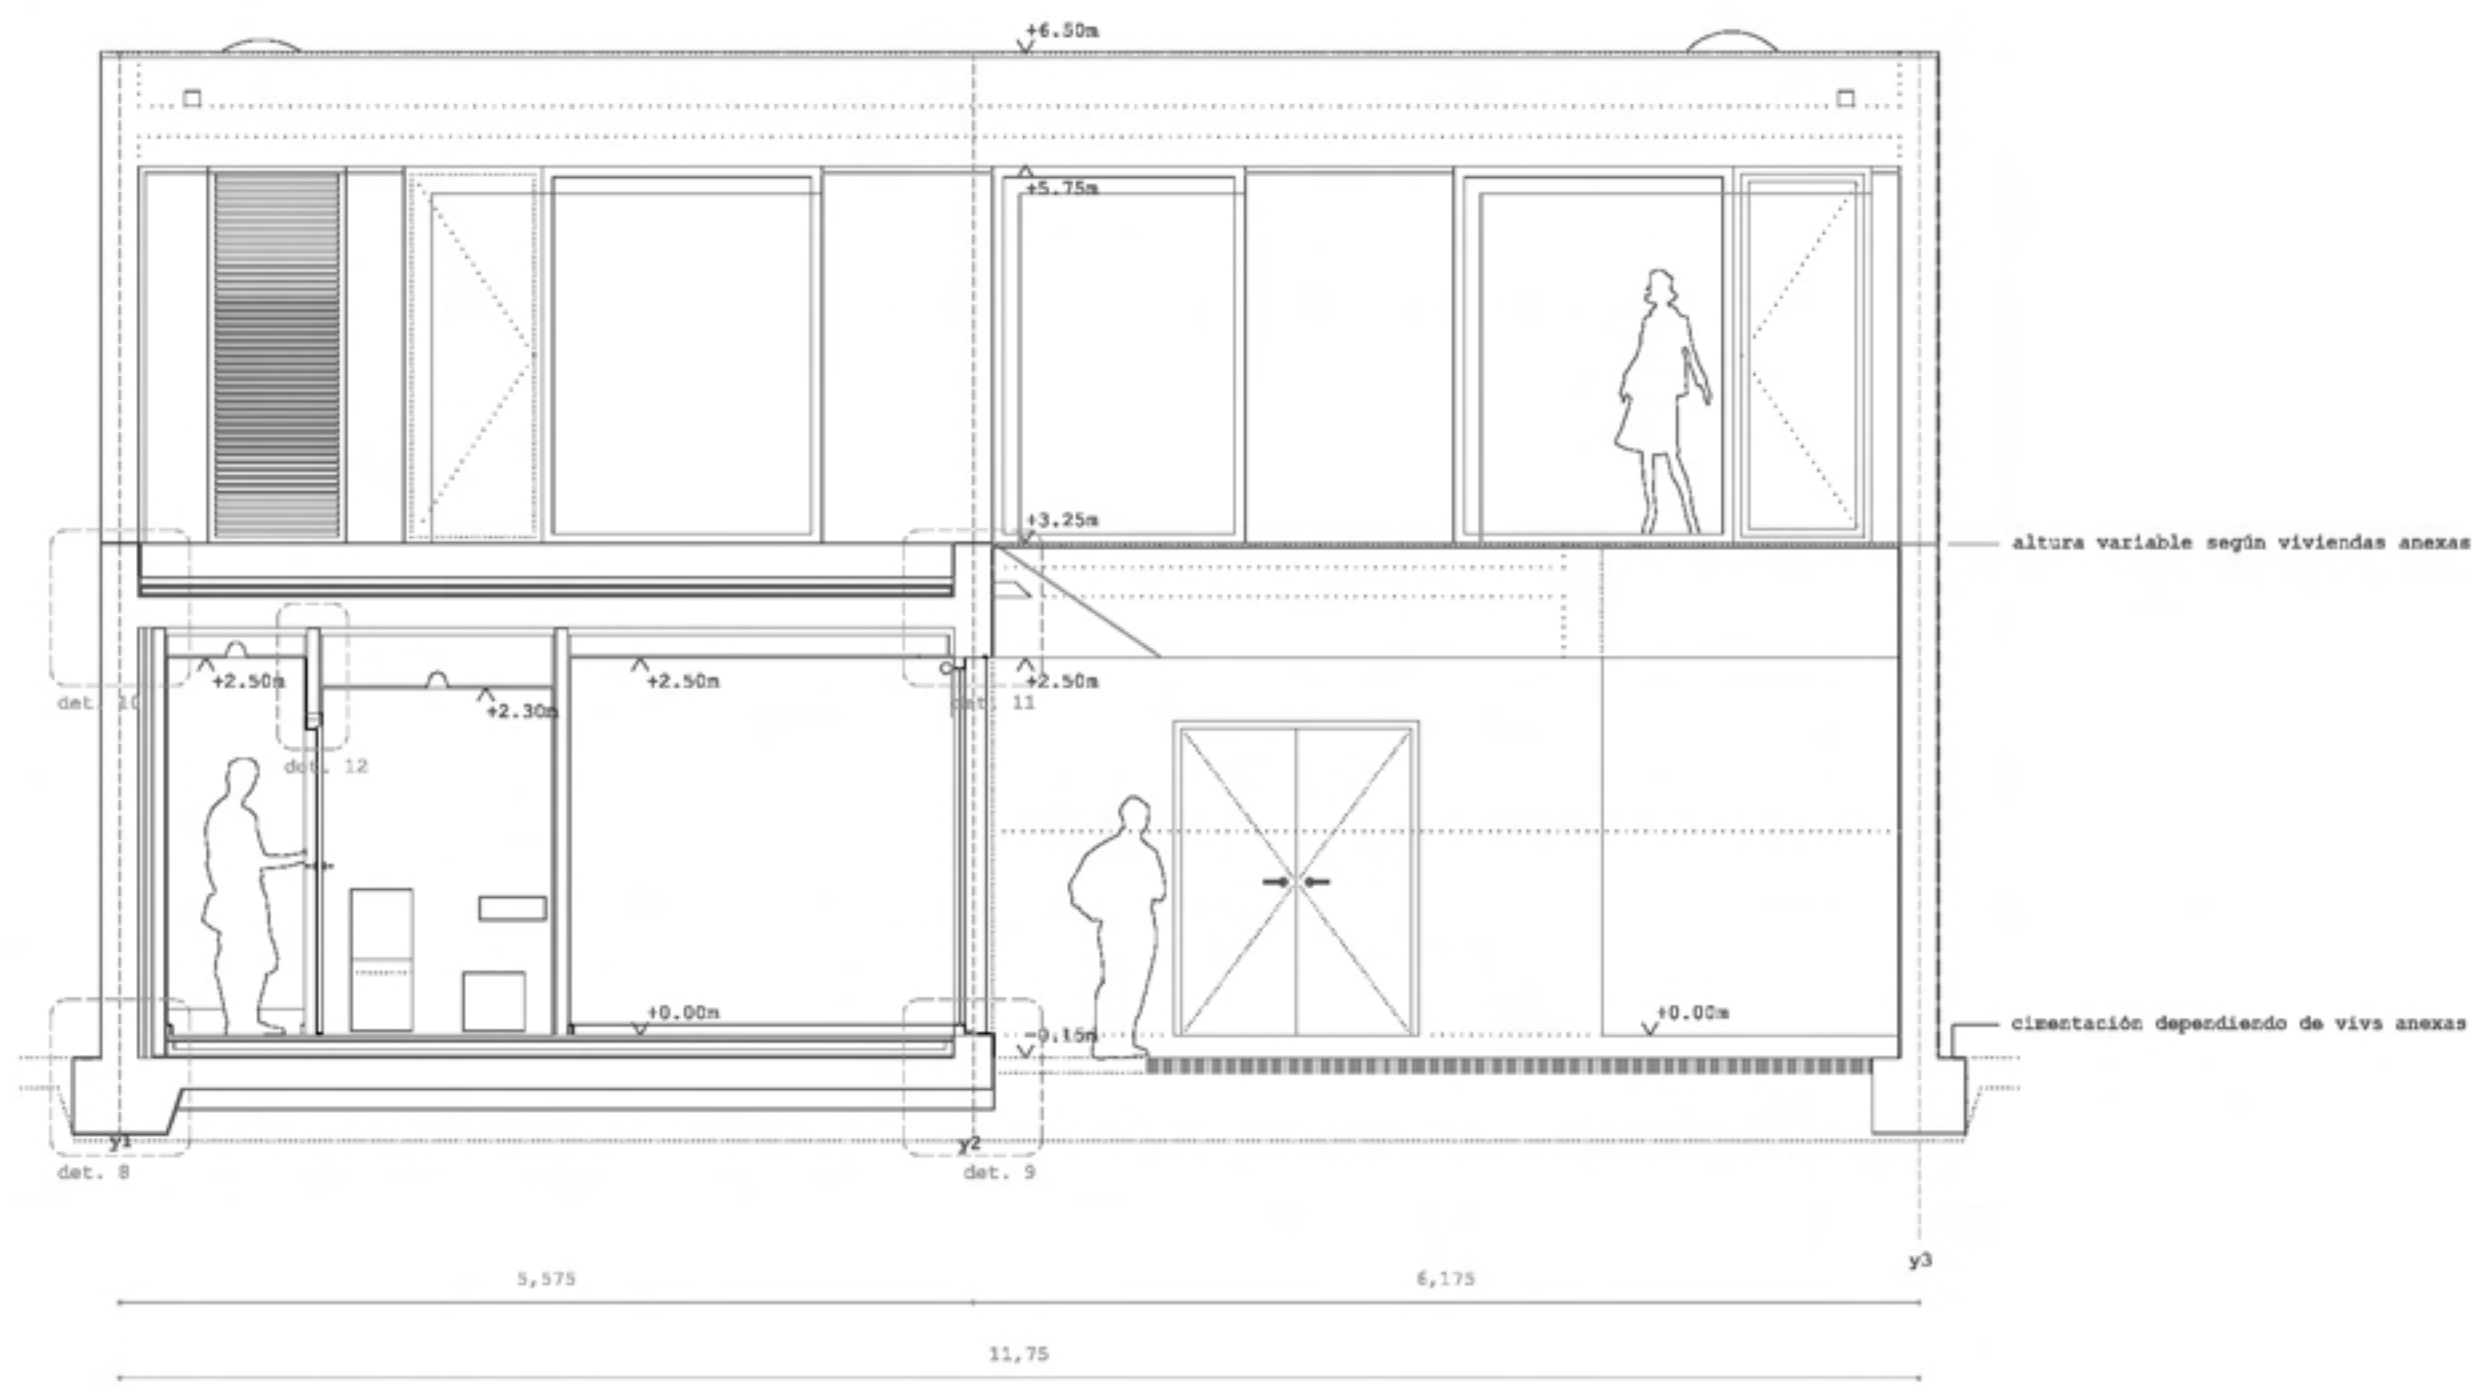 +6.50m
+5.75m
+3.25m
altura variable según viviendas anexas
+2.50m
+2.50m
+2.50m
det. 10
+2.30m
det. 11
det. 12
+0.00m
+0.00m
-0.15m
cimentación dependiendo de vivs anexas
y1
y2
det. 8
det. 9
y3
5,575
6,175
11,75